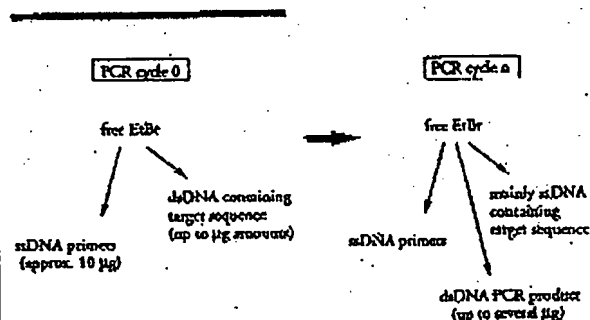 PCR cycle 0
free EtBr
dsDNA containing
target sequence
(up to μg amounts)
ssDNA primers
(approx. 10 μg)
PCR cycle n
free EtBr
mainly ssDNA
containing
target sequence
ssDNA primers
dsDNA PCR product
(up to several μg)